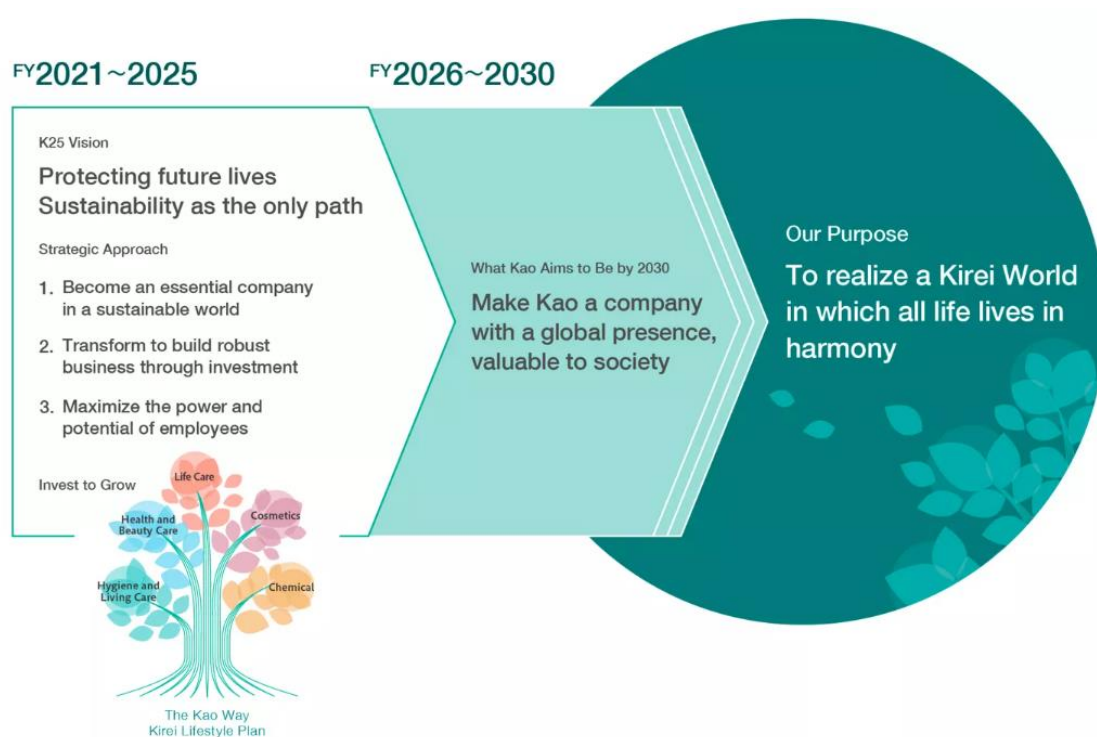 FY2021~2025
K25 Vision
Protecting future lives
Sustainability as the only path
Strategic Approach
1. Become an essential company
in a sustainable world
2. Transform to build robust
business through investment
3. Maximize the power and
potential of employees
Invest to Grow
Life Care
Health and
Beauty Care
Cosmetics
Hygiene and
Living Care
Chemical
The Kao Way
Kirei Lifestyle Plan
FY2026~2030
What Kao Aims to Be by 2030
Make Kao a company
with a global presence,
valuable to society
Our Purpose
To realize a Kirei World
in which all life lives in
harmony